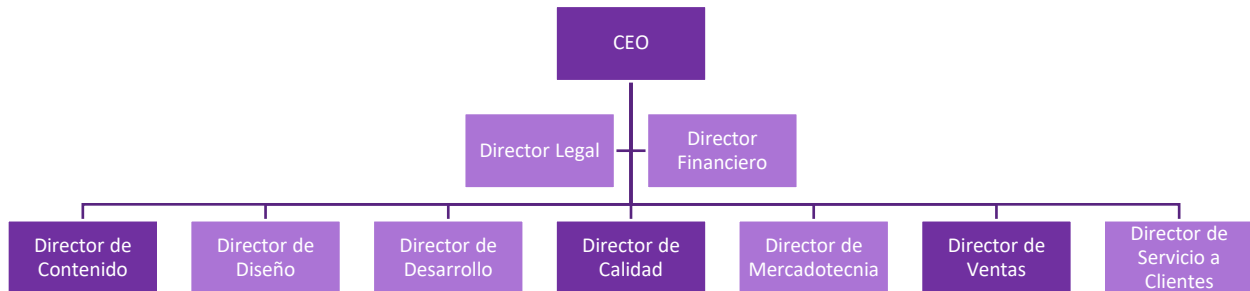 CEO
Director Legal
Director
Financiero
Director de
Contenido
Director de
Diseño
Director de
Desarrollo
Director de
Calidad
Director de
Mercadotecnia
Director de
Ventas
Director de
Servicio a
Clientes